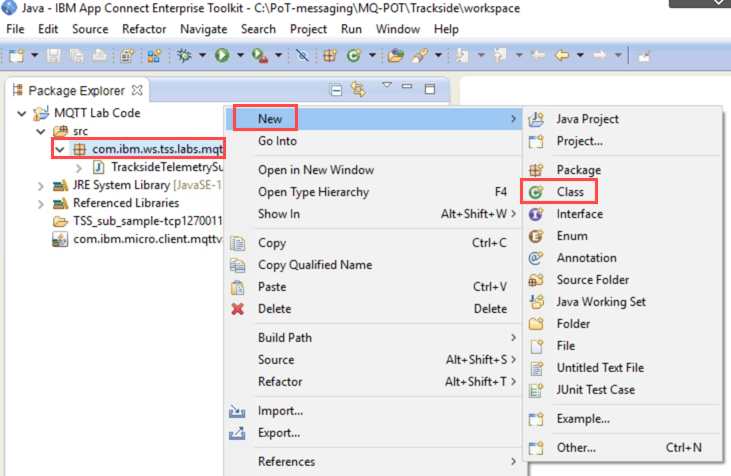 Java - IBM App Connect Enterprise Toolkit - C:\PoT-messaging\MQ-POT\Trackside\workspace
File Edit Source Refactor Navigate Search Project Run Window Help
Package Explorer
MQTT Lab Code
src
com.ibm.ws.tss.labs.mqt
TracksideTelemetrySu
JRE System Library [JavaSE-1
Referenced Libraries
TSS_sub_sample-tcp1270011
com.ibm.micro.client.mqttv
New
Go Into
Open in New Window
Open Type Hierarchy F4
Show In Alt+Shift+W
Copy Ctrl+C
Copy Qualified Name
Paste Ctrl+V
Delete Delete
Build Path
Source Alt+Shift+S
Refactor Alt+Shift+T
Import...
Export...
References
Java Project
Project...
Package
Class
Interface
Enum
Annotation
Source Folder
Java Working Set
Folder
File
Untitled Text File
JUnit Test Case
Example...
Other... Ctrl+N